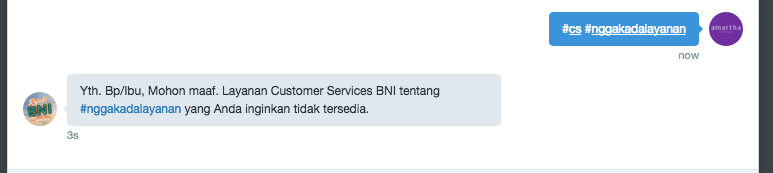 #cs #nggakadalayanan
amartha
now
Yth. Bp/Ibu, Mohon maaf. Layanan Customer Services BNI tentang
#nggakadalayanan yang Anda inginkan tidak tersedia.
BNI
3s